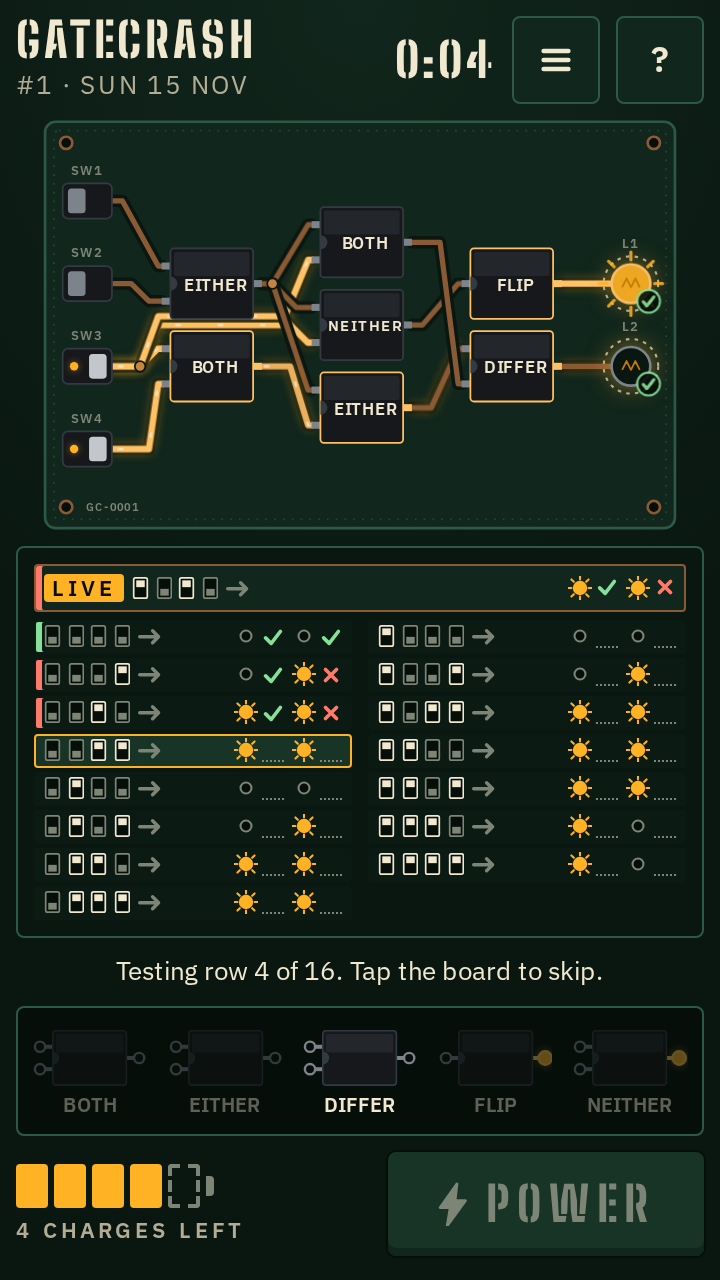 GATECRASH
#1 · SUN 15 NOV
0:04
?
SW1
SW2
SW3
SW4
EITHER
BOTH
BOTH
NEITHER
EITHER
FLIP
DIFFER
L1
L2
GC-0001
LIVE
Testing row 4 of 16. Tap the board to skip.
BOTH
EITHER
DIFFER
FLIP
NEITHER
4 CHARGES LEFT
POWER